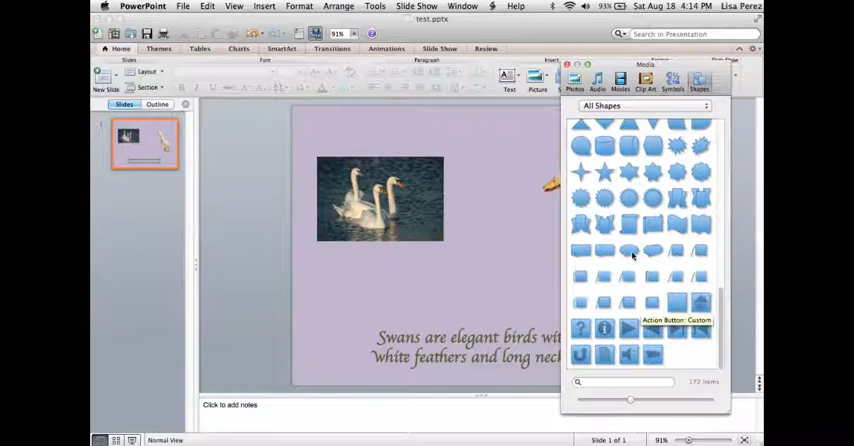 PowerPoint File Edit View Insert Format Arrange Tools Slide Show Window Help 93% Sat Aug 18 4:14 PM Lisa Perez
test.pptx
91% Search in Presentation
Home Themes Tables Charts SmartArt Transitions Animations Slide Show Review
Slides Font Paragraph
Media
New Slide Layout Section Text Picture
Photos Audio Movies Clip Art Symbols Shapes
Slides Outline
All Shapes
Swans are elegant birds wit
White feathers and long neck
Action Button: Custom
?
172 items
Click to add notes
Normal View Slide 1 of 1 91%